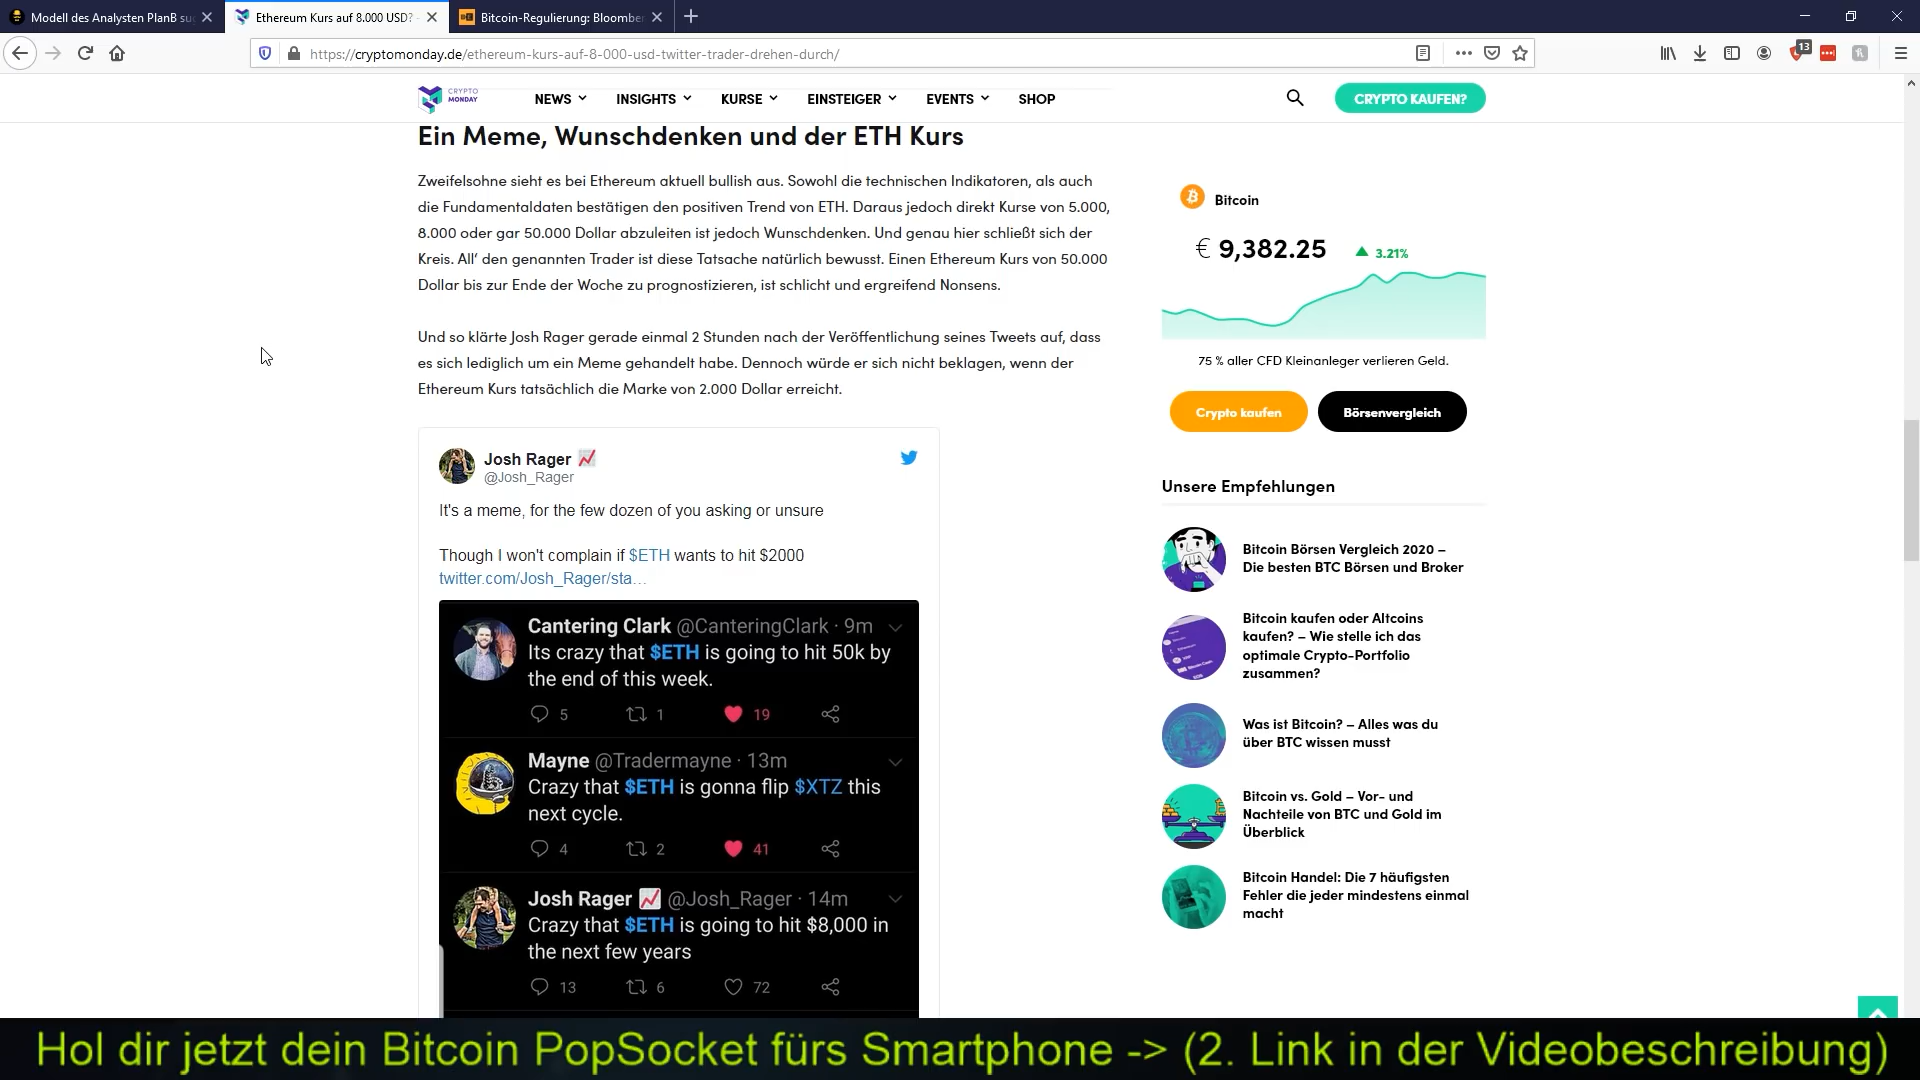 Modell des Analysten PlanB su
Ethereum Kurs auf 8.000 USD? -
Bitcoin-Regulierung: Bloomber
https://cryptomonday.de/ethereum-kurs-auf-8-000-usd-twitter-trader-drehen-durch/
13
CRYPTO
MONDAY
NEWS
INSIGHTS
KURSE
EINSTEIGER
EVENTS
SHOP
CRYPTO KAUFEN?
Ein Meme, Wunschdenken und der ETH Kurs
Zweifelsohne sieht es bei Ethereum aktuell bullish aus. Sowohl die technischen Indikatoren, als auch
die Fundamentaldaten bestätigen den positiven Trend von ETH. Daraus jedoch direkt Kurse von 5.000,
8.000 oder gar 50.000 Dollar abzuleiten ist jedoch Wunschdenken. Und genau hier schließt sich der
Kreis. All' den genannten Trader ist diese Tatsache natürlich bewusst. Einen Ethereum Kurs von 50.000
Dollar bis zur Ende der Woche zu prognostizieren, ist schlicht und ergreifend Nonsens.
Und so klärte Josh Rager gerade einmal 2 Stunden nach der Veröffentlichung seines Tweets auf, dass
es sich lediglich um ein Meme gehandelt habe. Dennoch würde er sich nicht beklagen, wenn der
Ethereum Kurs tatsächlich die Marke von 2.000 Dollar erreicht.
Josh Rager
@Josh_Rager
It's a meme, for the few dozen of you asking or unsure
Though I won't complain if $ETH wants to hit $2000
twitter.com/Josh_Rager/sta…
Cantering Clark @CanteringClark · 9m
Its crazy that $ETH is going to hit 50k by
the end of this week.
5 1 19
Mayne @Tradermayne · 13m
Crazy that $ETH is gonna flip $XTZ this
next cycle.
4 2 41
Josh Rager @Josh_Rager · 14m
Crazy that $ETH is going to hit $8,000 in
the next few years
13 6 72
Bitcoin
€ 9,382.25 3.21%
75 % aller CFD Kleinanleger verlieren Geld.
Crypto kaufen
Börsenvergleich
Unsere Empfehlungen
Bitcoin Börsen Vergleich 2020 –
Die besten BTC Börsen und Broker
Bitcoin kaufen oder Altcoins
kaufen? – Wie stelle ich das
optimale Crypto-Portfolio
zusammen?
Was ist Bitcoin? – Alles was du
über BTC wissen musst
Bitcoin vs. Gold – Vor- und
Nachteile von BTC und Gold im
Überblick
Bitcoin Handel: Die 7 häufigsten
Fehler die jeder mindestens einmal
macht
Hol dir jetzt dein Bitcoin PopSocket fürs Smartphone -> (2. Link in der Videobeschreibung)